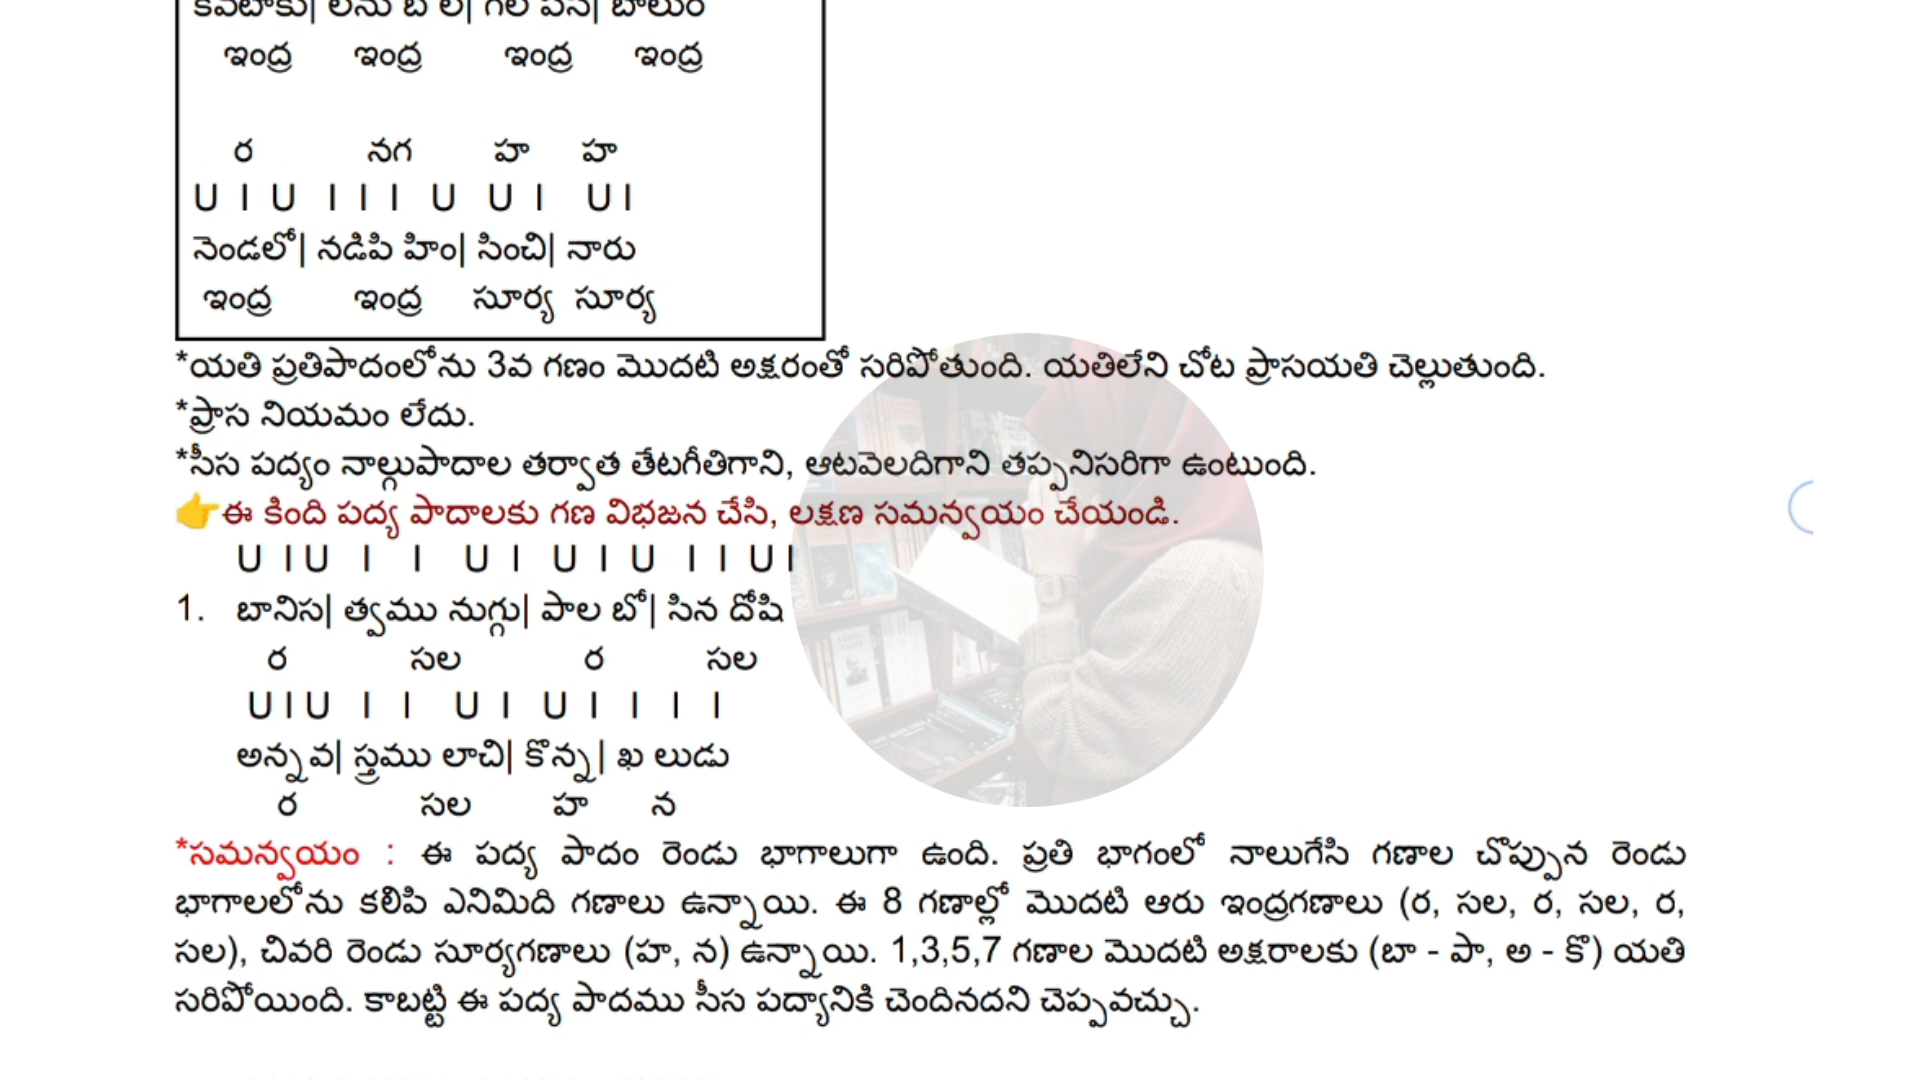 ఇంద్ర ఇంద్ర ఇంద్ర ఇంద్ర
ర నగ హ హ
U I U I I I U U I U I
నెండలో| నడిపి హిం| సించి| నారు
ఇంద్ర ఇంద్ర సూర్య సూర్య
*యతి ప్రతిపాదంలోను 3వ గణం మొదటి అక్షరంతో సరిపోతుంది. యతిలేని చోట ప్రాసయతి చెల్లుతుంది.
*ప్రాస నియమం లేదు.
*సీస పద్యం నాల్గుపాదాల తర్వాత తేటగీతిగాని, ఆటవెలదిగాని తప్పనిసరిగా ఉంటుంది.
👉ఈ కింది పద్య పాదాలకు గణ విభజన చేసి, లక్షణ సమన్వయం చేయండి.
U I U I I U I U I U I I U I
1. బానిస| త్వము నుగ్గు| పాల బో| సిన దోషి
ర సల ర సల
U I U I I U I U I I I I
అన్నవ| స్త్రము లాచి| కొన్న| ఖ లుడు
ర సల హ న
*సమన్వయం : ఈ పద్య పాదం రెండు భాగాలుగా ఉంది. ప్రతి భాగంలో నాలుగేసి గణాల చొప్పున రెండు
భాగాలలోను కలిపి ఎనిమిది గణాలు ఉన్నాయి. ఈ 8 గణాల్లో మొదటి ఆరు ఇంద్రగణాలు (ర, సల, ర, సల, ర,
సల), చివరి రెండు సూర్యగణాలు (హ, న) ఉన్నాయి. 1,3,5,7 గణాల మొదటి అక్షరాలకు (బా - పా, అ - కొ) యతి
సరిపోయింది. కాబట్టి ఈ పద్య పాదము సీస పద్యానికి చెందినదని చెప్పవచ్చు.